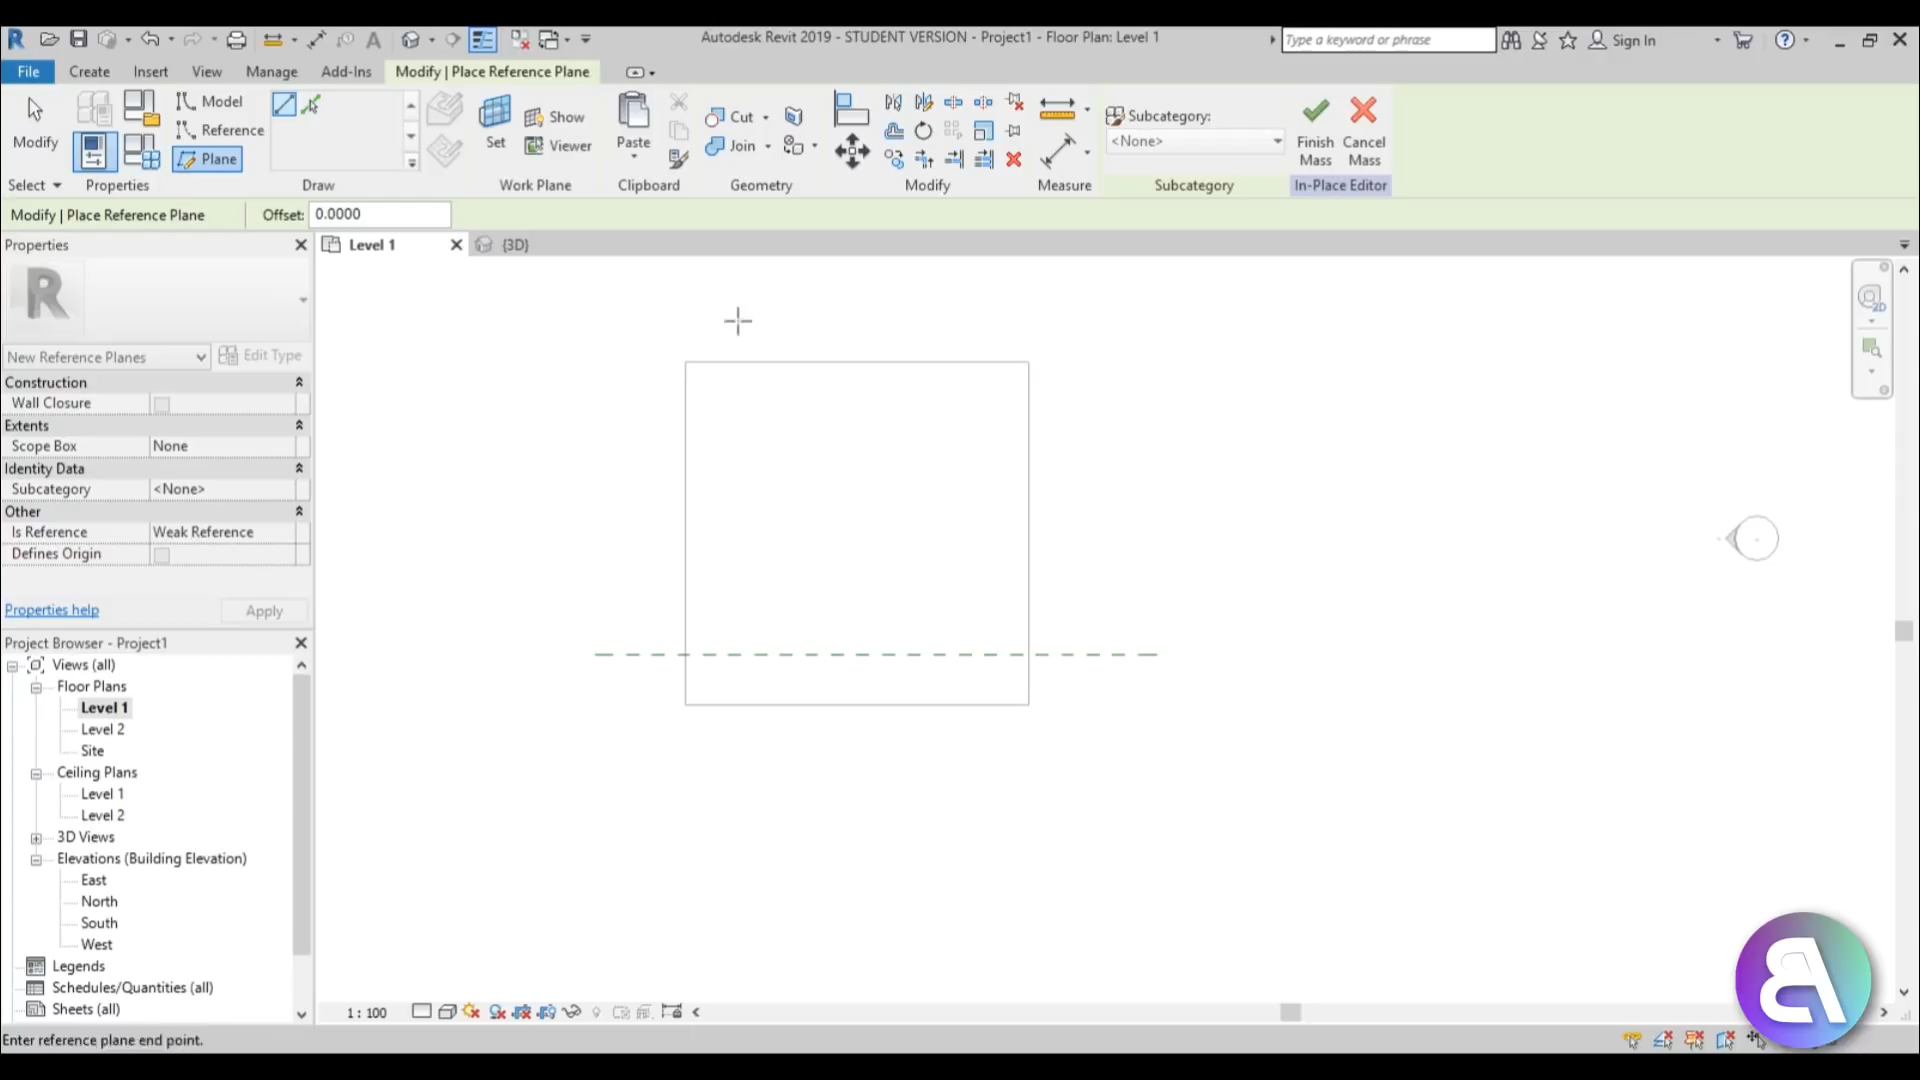 Autodesk Revit 2019 - STUDENT VERSION - Project1 - Floor Plan: Level 1
Type a keyword or phrase
Sign In
File
Create
Insert
View
Manage
Add-Ins
Modify | Place Reference Plane
Modify
Model
Reference
Plane
Set
Show
Viewer
Paste
Cut
Join
Subcategory:
<None>
Finish
Mass
Cancel
Mass
Select
Properties
Draw
Work Plane
Clipboard
Geometry
Modify
Measure
Subcategory
In-Place Editor
Modify | Place Reference Plane
Offset: 0.0000
Properties
Level 1
{3D}
R
2D
New Reference Planes
Edit Type
Construction
Wall Closure
Extents
Scope Box None
Identity Data
Subcategory <None>
Other
Is Reference Weak Reference
Defines Origin
Properties help
Apply
Project Browser - Project1
Views (all)
Floor Plans
Level 1
Level 2
Site
Ceiling Plans
Level 1
Level 2
3D Views
Elevations (Building Elevation)
East
North
South
West
Legends
Schedules/Quantities (all)
Sheets (all)
1 : 100
Enter reference plane end point.